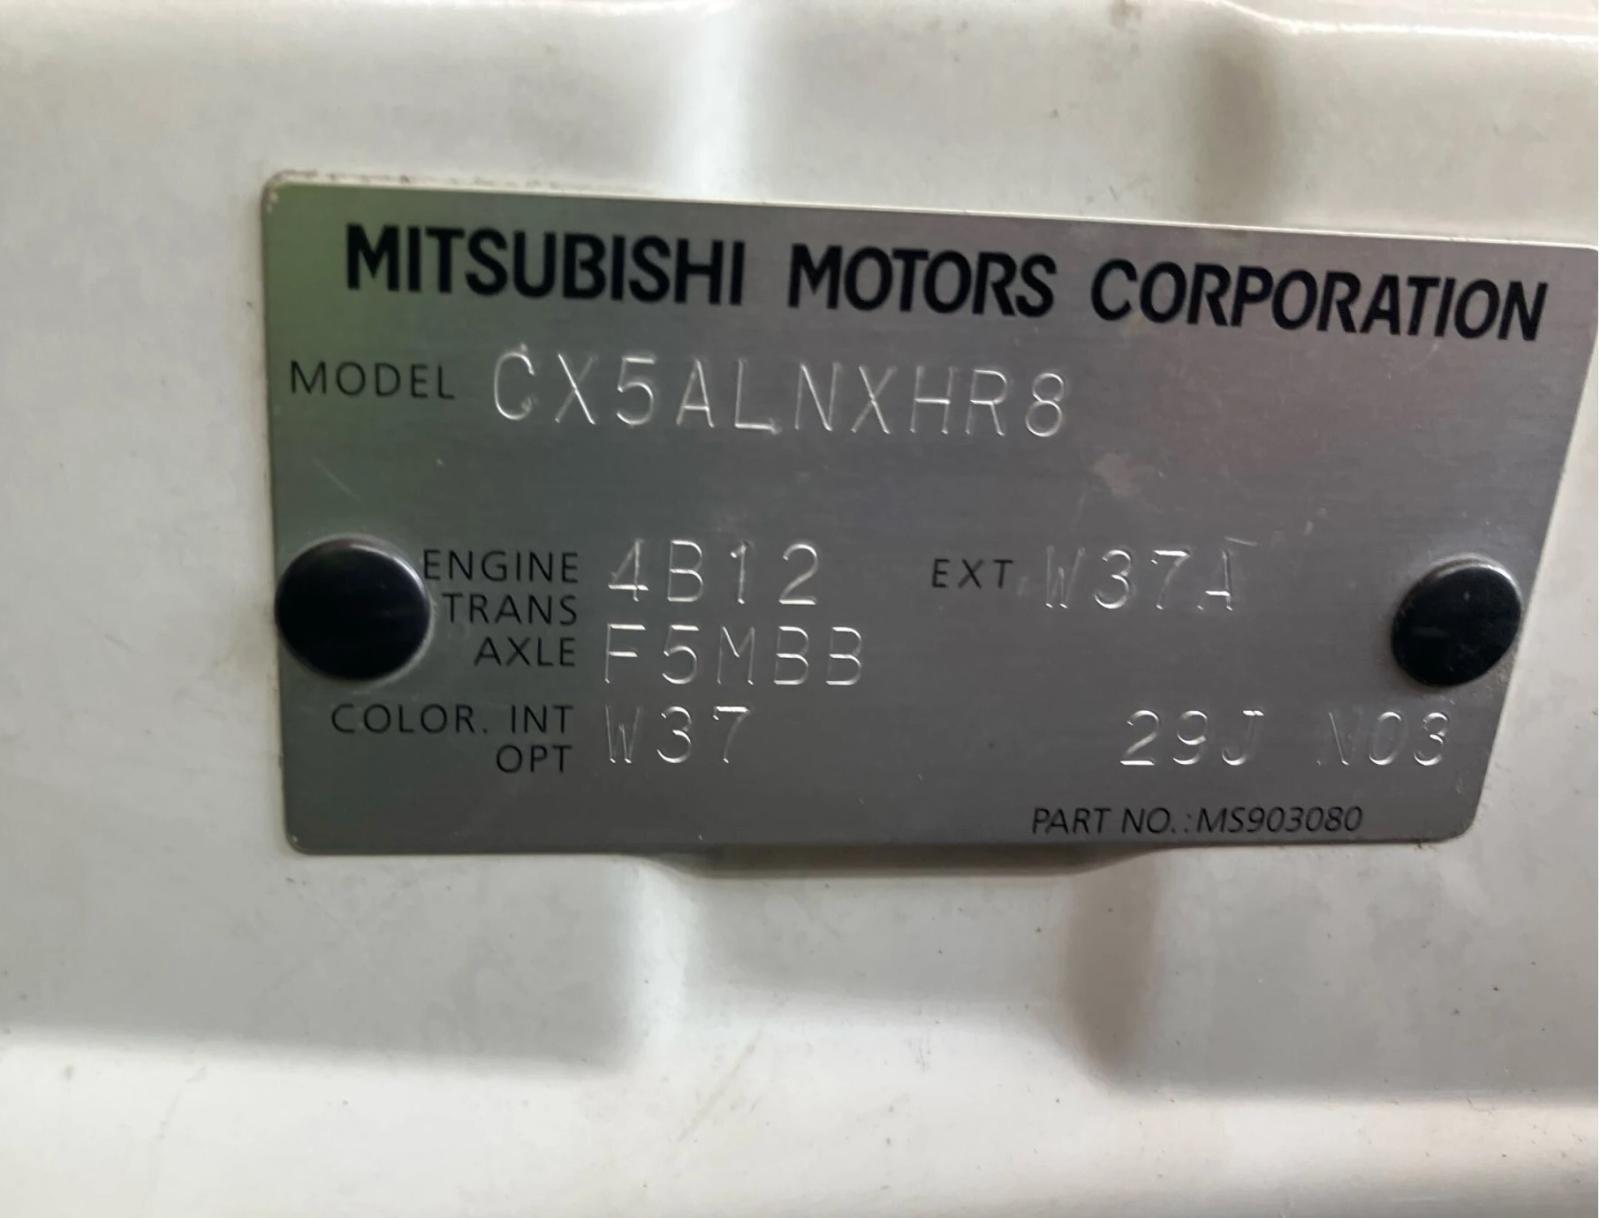 MITSUBISHI MOTORS CORPORATION
MODEL CX5ALNXHR8
ENGINE 4B12 EXT W37A
TRANS
AXLE F5MBB
COLOR. INT W37 29J N03
OPT
PART NO.:MS903080